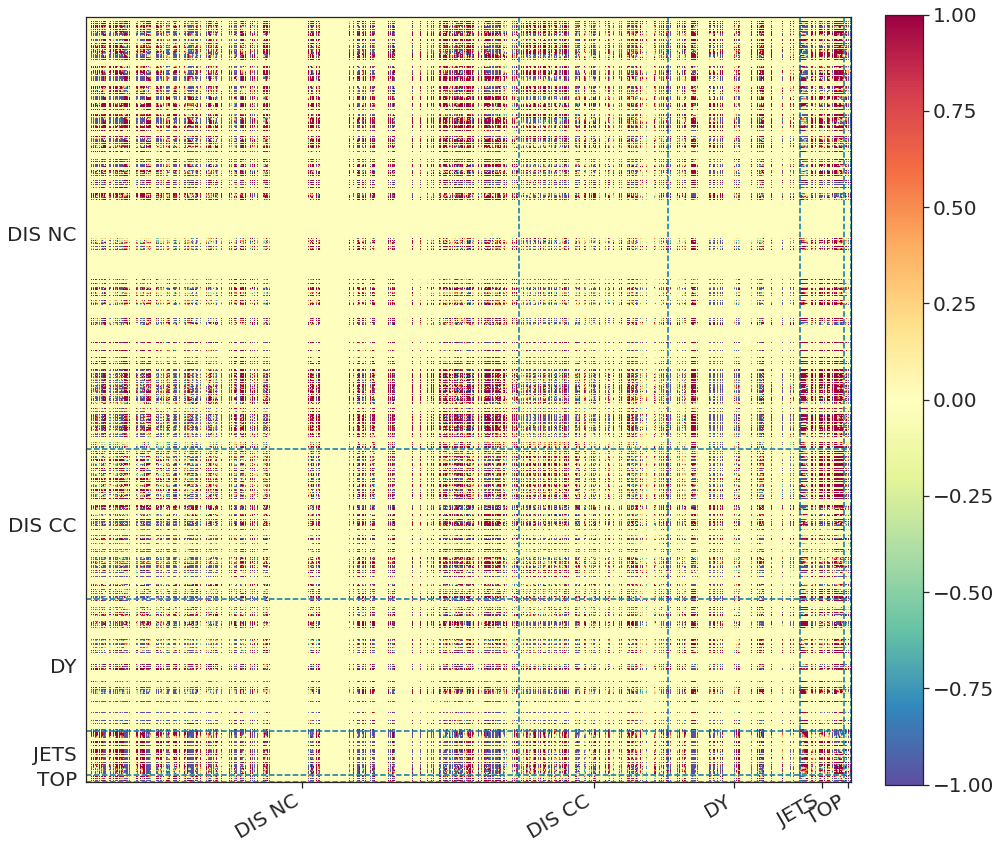 DIS NC
DIS CC
DY
JETS
TOP
DIS NC
DIS CC
DY
JETS
TOP
1.00
0.75
0.50
0.25
0.00
−0.25
−0.50
−0.75
−1.00